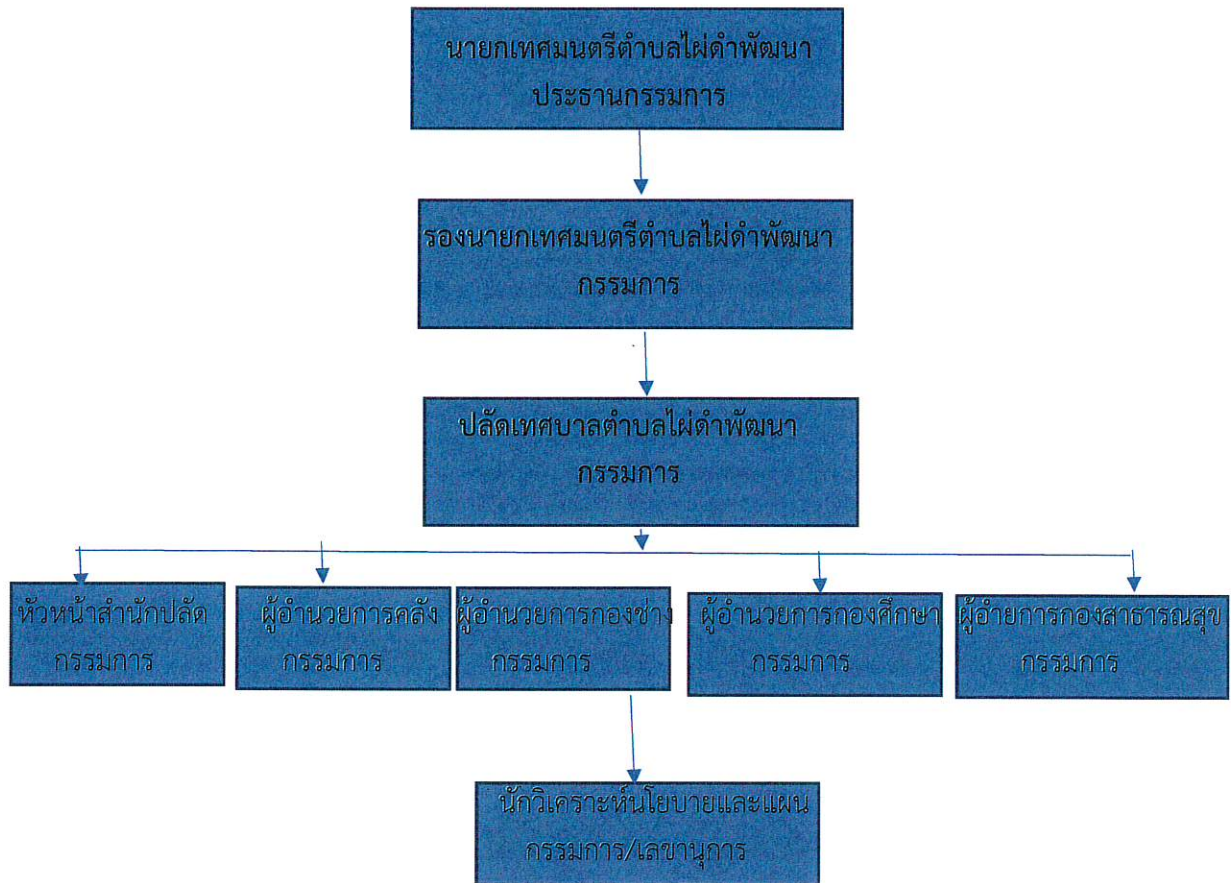 นายกเทศมนตรีตำบลไผ่ดำพัฒนา
ประธานกรรมการ
รองนายกเทศมนตรีตำบลไผ่ดำพัฒนา
กรรมการ
ปลัดเทศบาลตำบลไผ่ดำพัฒนา
กรรมการ
หัวหน้าสำนักปลัด
กรรมการ
ผู้อำนวยการคลัง
กรรมการ
ผู้อำนวยการกองช่าง
กรรมการ
ผู้อำนวยการกองศึกษา
กรรมการ
ผู้อำยการกองสาธารณสุข
กรรมการ
นักวิเคราะห์นโยบายและแผน
กรรมการ/เลขานุการ